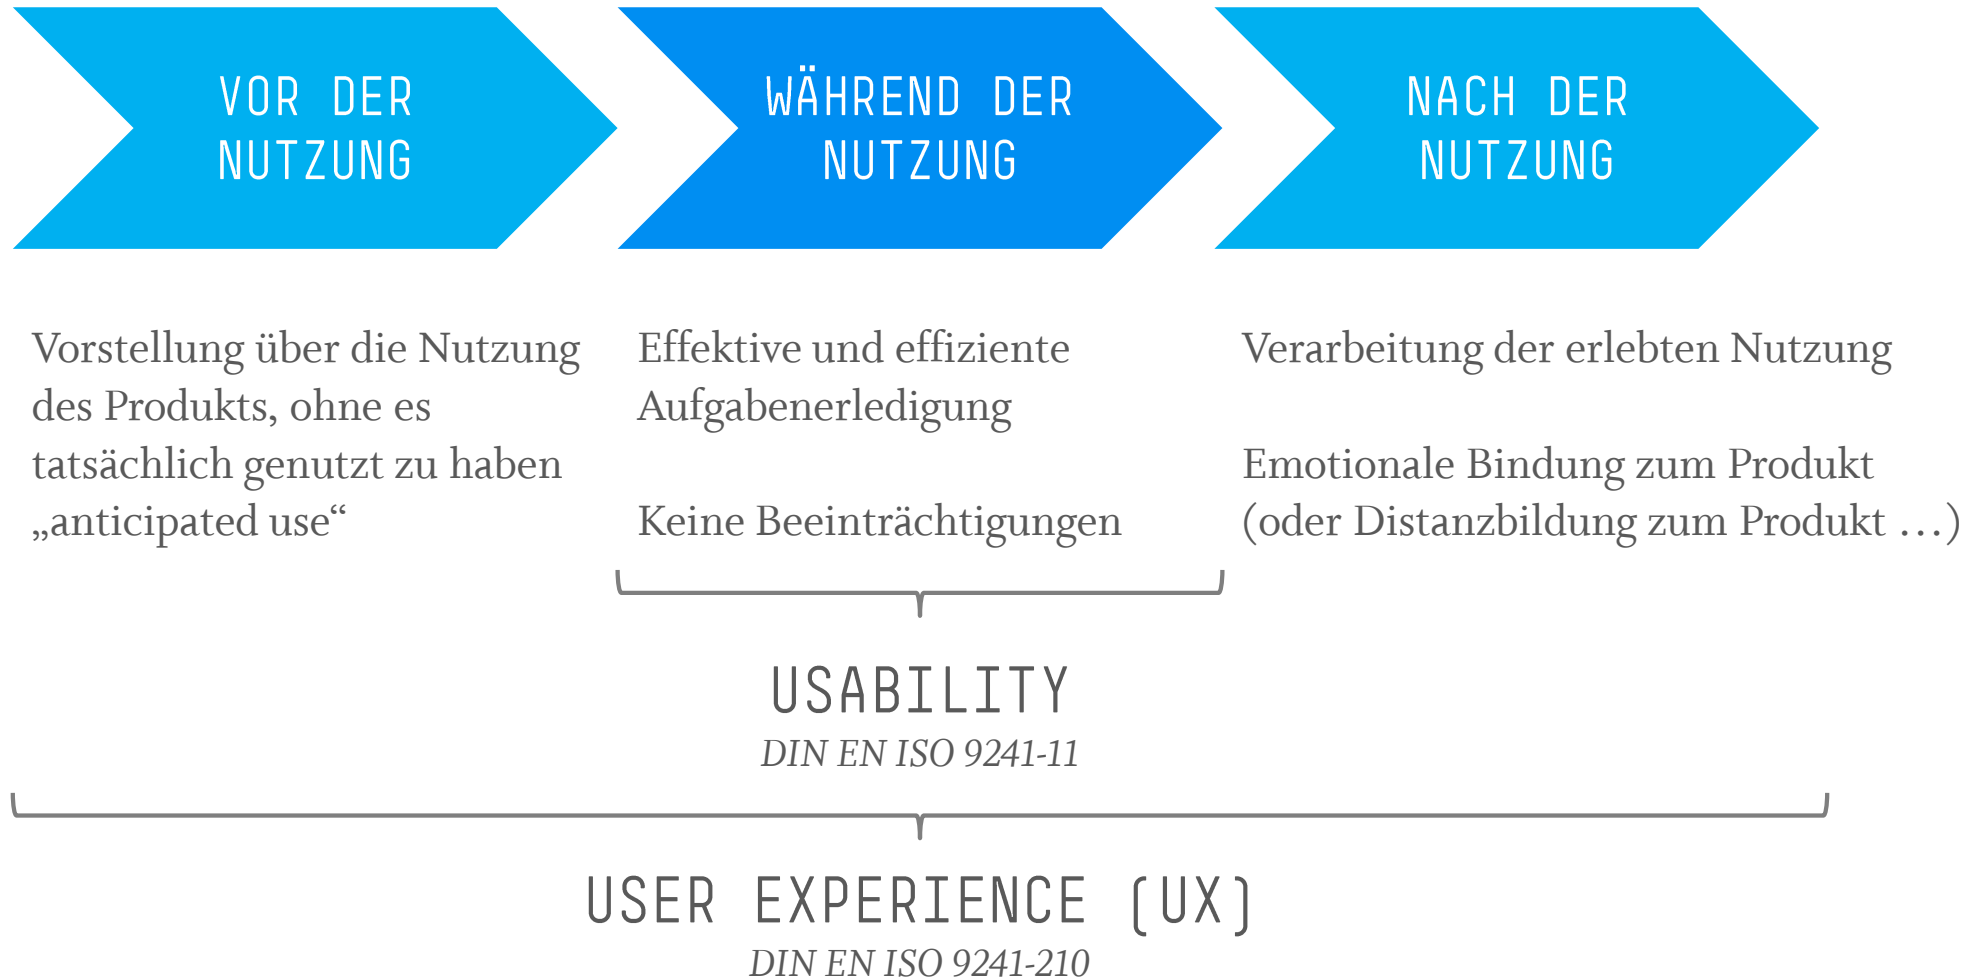 VOR DER
NUTZUNG
WÄHREND DER
NUTZUNG
NACH DER
NUTZUNG
Vorstellung über die Nutzung
des Produkts, ohne es
tatsächlich genutzt zu haben
„anticipated use“
Effektive und effiziente
Aufgabenerledigung
Keine Beeinträchtigungen
Verarbeitung der erlebten Nutzung
Emotionale Bindung zum Produkt
(oder Distanzbildung zum Produkt …)
USABILITY
DIN EN ISO 9241-11
USER EXPERIENCE (UX)
DIN EN ISO 9241-210